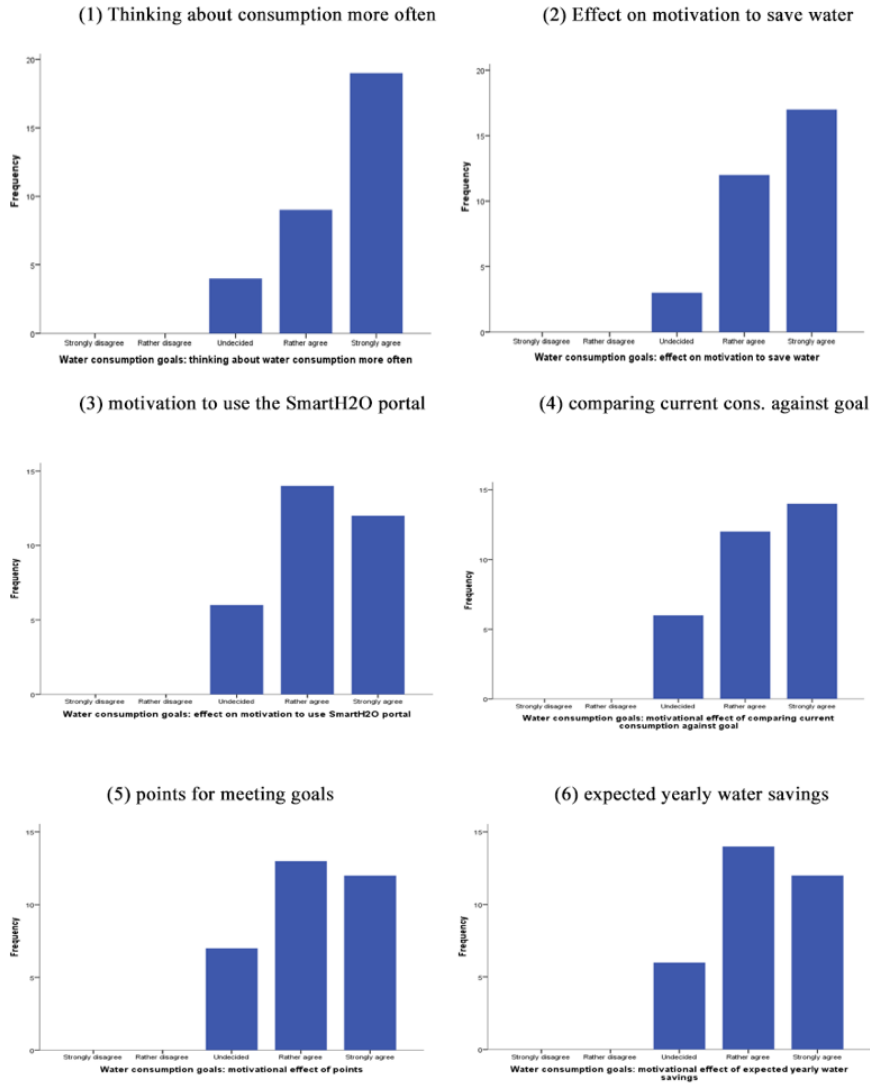 (1) Thinking about consumption more often
20
15
10
5
0
Frequency
Strongly disagree Rather disagree Undecided Rather agree Strongly agree
Water consumption goals: thinking about water consumption more often
(2) Effect on motivation to save water
20
15
10
5
0
Frequency
Strongly disagree Rather disagree Undecided Rather agree Strongly agree
Water consumption goals: effect on motivation to save water
(3) motivation to use the SmartH2O portal
15
10
5
0
Frequency
Strongly disagree Rather disagree Undecided Rather agree Strongly agree
Water consumption goals: effect on motivation to use SmartH2O portal
(4) comparing current cons. against goal
15
10
5
0
Frequency
Strongly disagree Rather disagree Undecided Rather agree Strongly agree
Water consumption goals: motivational effect of comparing current
consumption against goal
(5) points for meeting goals
15
10
5
0
Frequency
Strongly disagree Rather disagree Undecided Rather agree Strongly agree
Water consumption goals: motivational effect of points
(6) expected yearly water savings
15
10
5
0
Frequency
Strongly disagree Rather disagree Undecided Rather agree Strongly agree
Water consumption goals: motivational effect of expected yearly water
savings